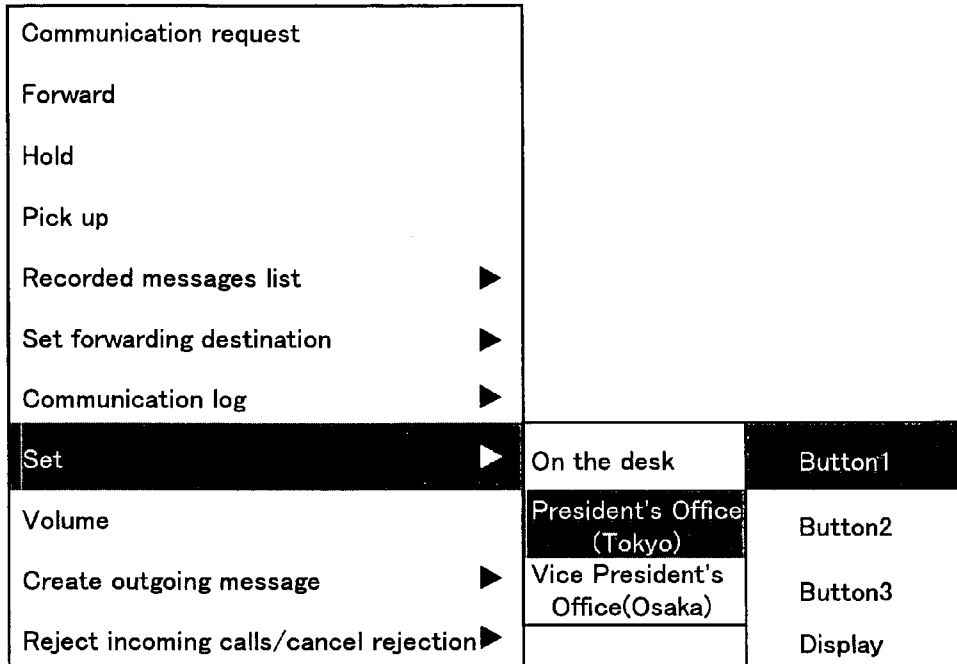 Communication request
Forward
Hold
Pick up
Recorded messages list ▶
Set forwarding destination ▶
Communication log ▶
Set ▶
Volume
Create outgoing message ▶
Reject incoming calls/cancel rejection▶
On the desk
President's Office
(Tokyo)
Vice President's
Office(Osaka)
Button1
Button2
Button3
Display